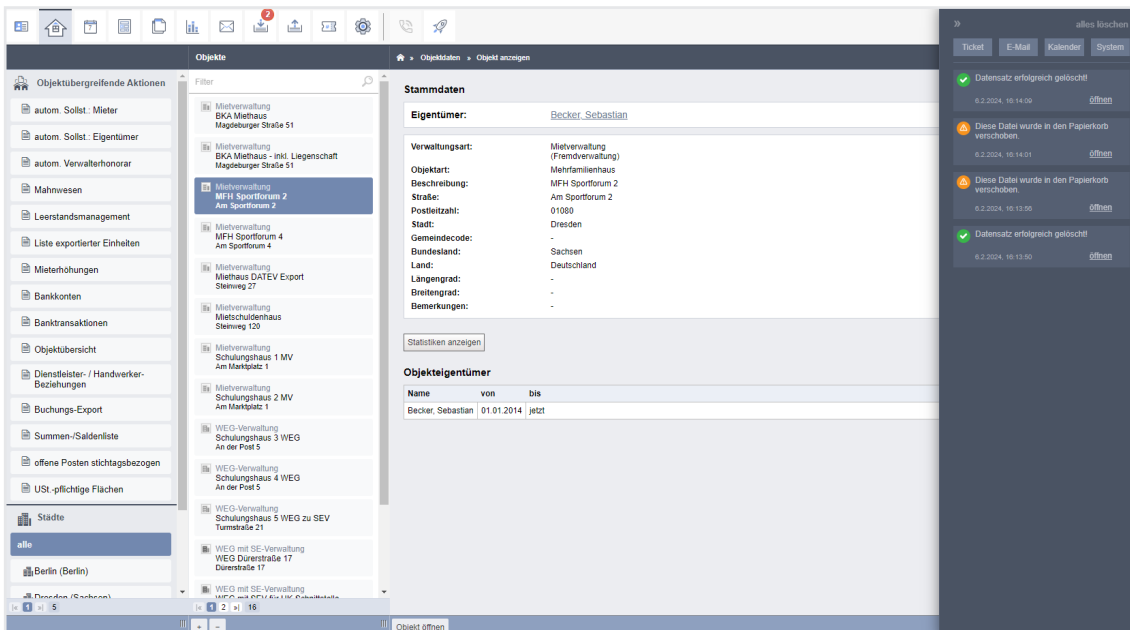 7
2
Objekte
» Objektdaten » Objekt anzeigen
»
alles löschen
Ticket
E-Mail
Kalender
System
Datensatz erfolgreich gelöscht!
6.2.2024, 16:14:09
öffnen
Diese Datei wurde in den Papierkorb
verschoben.
6.2.2024, 16:14:01
öffnen
Diese Datei wurde in den Papierkorb
verschoben.
6.2.2024, 16:13:56
öffnen
Datensatz erfolgreich gelöscht!
6.2.2024, 16:13:50
öffnen
Objektübergreifende Aktionen
autom. Sollst.: Mieter
autom. Sollst.: Eigentümer
autom. Verwalterhonorar
Mahnwesen
Leerstandsmanagement
Liste exportierter Einheiten
Mieterhöhungen
Bankkonten
Banktransaktionen
Objektübersicht
Dienstleister- / Handwerker-
Beziehungen
Buchungs-Export
Summen-/Saldenliste
offene Posten stichtagsbezogen
USt.-pflichtige Flächen
Städte
alle
Berlin (Berlin)
Dresden (Sachsen)
1
5
Filter
Mietverwaltung
BKA Miethaus
Magdeburger Straße 51
Mietverwaltung
BKA Miethaus - inkl. Liegenschaft
Magdeburger Straße 51
Mietverwaltung
MFH Sportforum 2
Am Sportforum 2
Mietverwaltung
MFH Sportforum 4
Am Sportforum 4
Mietverwaltung
Miethaus DATEV Export
Steinweg 27
Mietverwaltung
Mietschuldenhaus
Steinweg 120
Mietverwaltung
Schulungshaus 1 MV
Am Marktplatz 1
Mietverwaltung
Schulungshaus 2 MV
Am Marktplatz 1
WEG-Verwaltung
Schulungshaus 3 WEG
An der Post 5
WEG-Verwaltung
Schulungshaus 4 WEG
An der Post 5
WEG-Verwaltung
Schulungshaus 5 WEG zu SEV
Turmstraße 21
WEG mit SE-Verwaltung
WEG Dürerstraße 17
Dürerstraße 17
WEG mit SE-Verwaltung
WEG mit SEV für HK-Schnittstelle
1 2 16
+ −
Stammdaten
Eigentümer: Becker, Sebastian
Verwaltungsart: Mietverwaltung
(Fremdverwaltung)
Objektart: Mehrfamilienhaus
Beschreibung: MFH Sportforum 2
Straße: Am Sportforum 2
Postleitzahl: 01080
Stadt: Dresden
Gemeindecode: -
Bundesland: Sachsen
Land: Deutschland
Längengrad: -
Breitengrad: -
Bemerkungen: -
Statistiken anzeigen
Objekteigentümer
Name von bis
Becker, Sebastian 01.01.2014 jetzt
Objekt öffnen